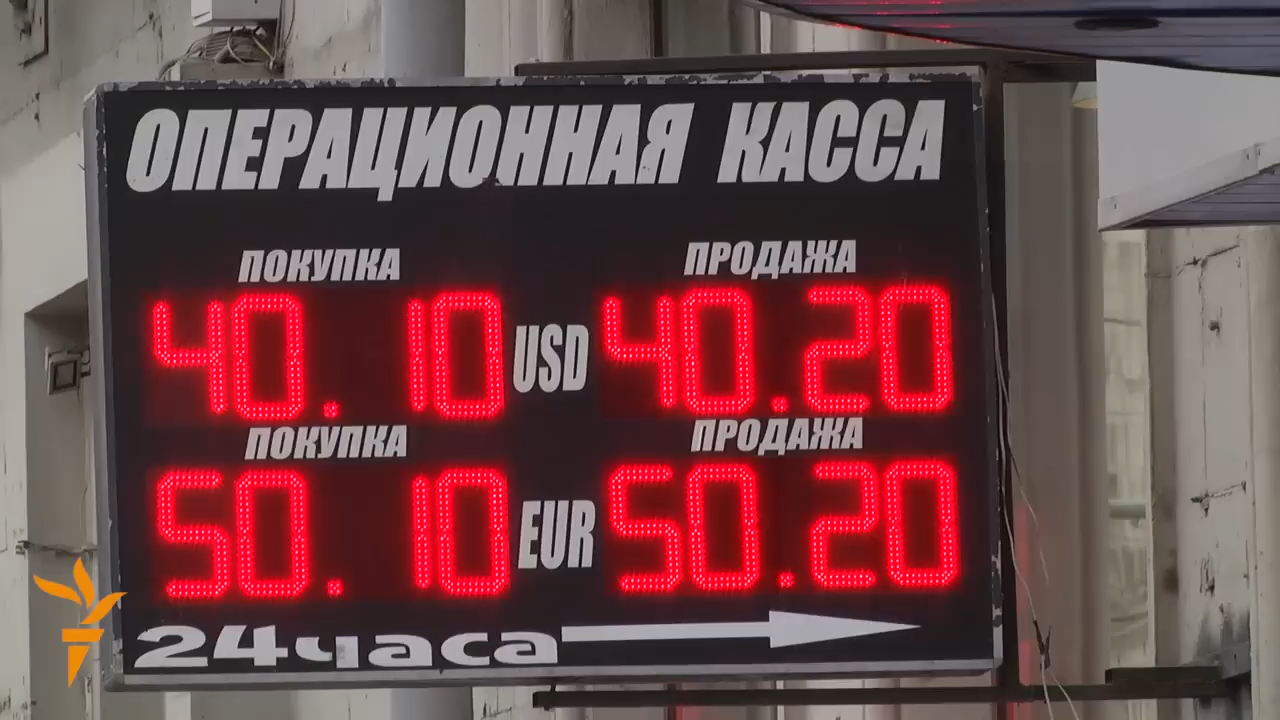 ОПЕРАЦИОННАЯ КАССА
ПОКУПКА ПРОДАЖА
40.10 USD 40.20
ПОКУПКА ПРОДАЖА
50.10 EUR 50.20
24часа